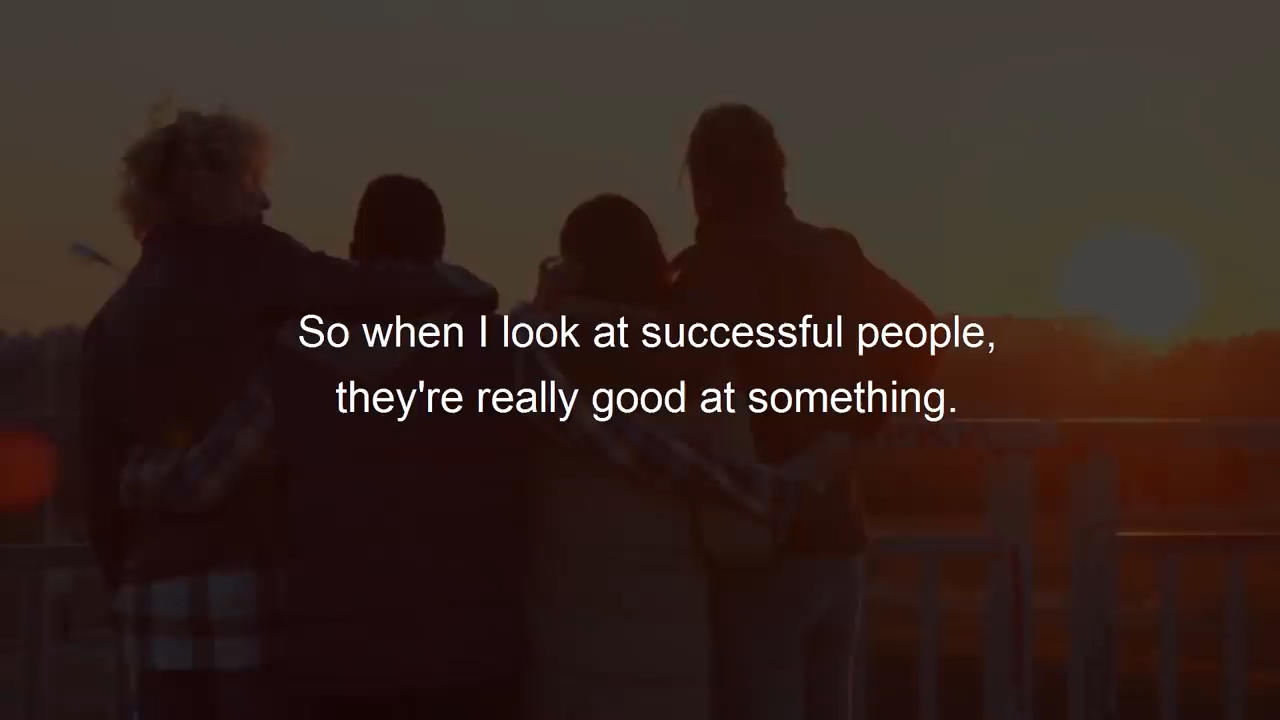 So when I look at successful people,
they're really good at something.